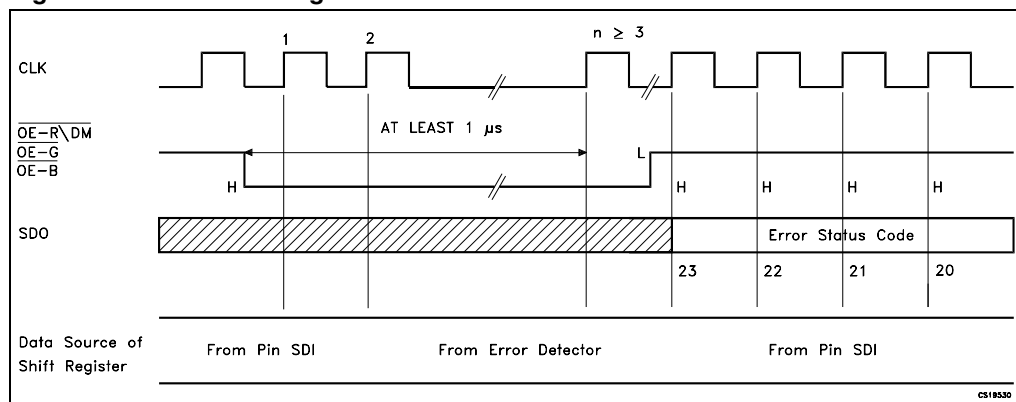 1 2 n ≥ 3
CLK
OE-R\DM
AT LEAST 1 µs
OE-G
L
OE-B
H H H H H
SDO
Error Status Code
23 22 21 20
Data Source of
Shift Register
From Pin SDI From Error Detector From Pin SDI
CS18530